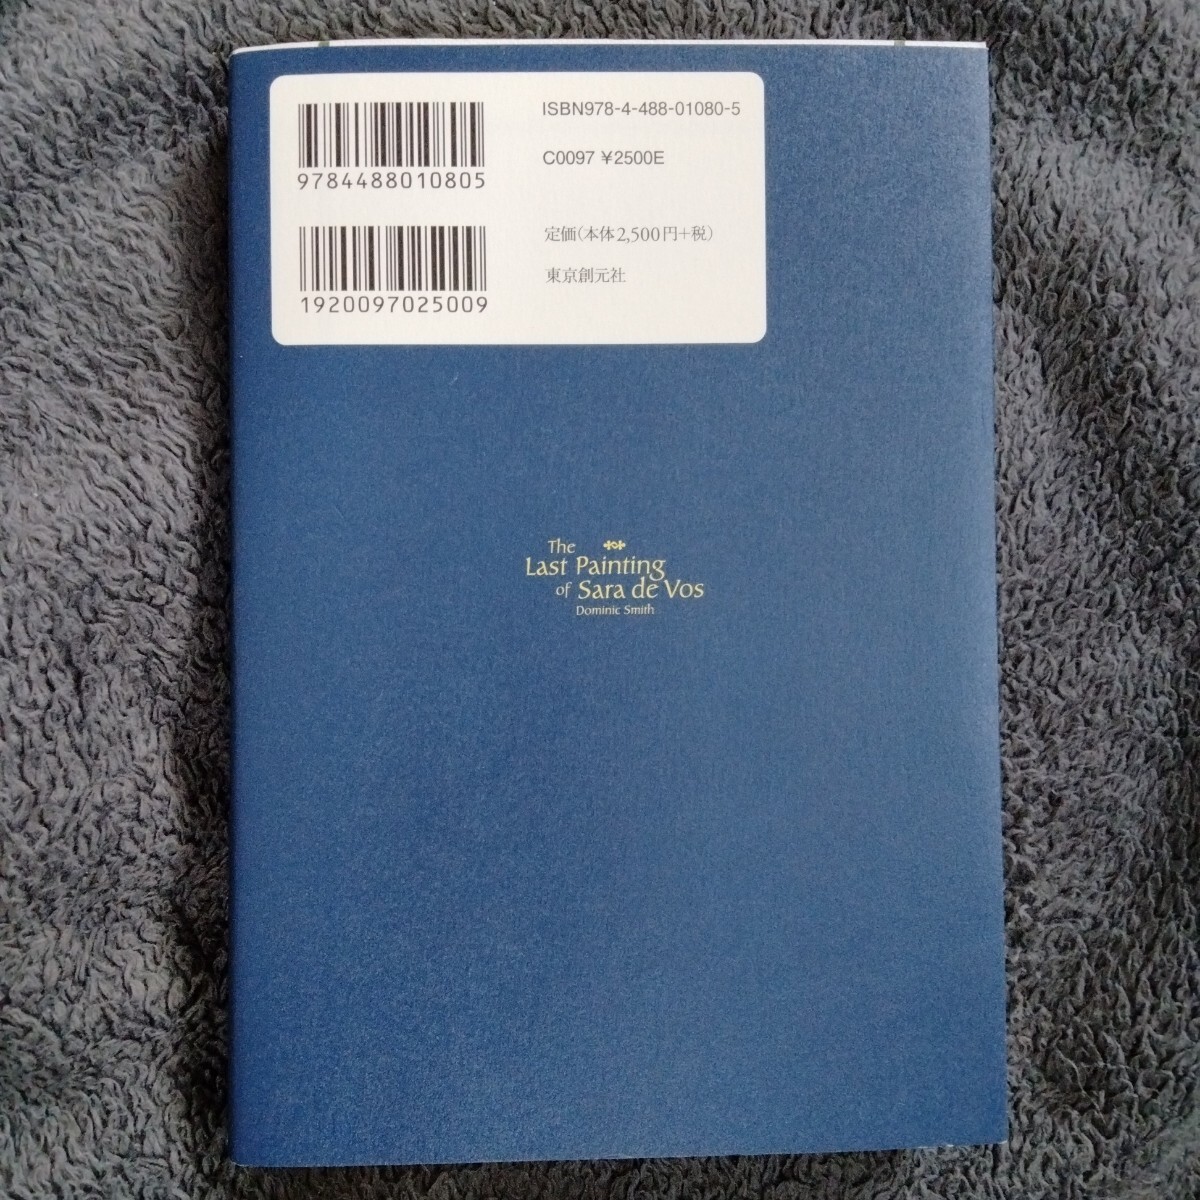 ISBN978-4-488-01080-5
9784488010805
C0097 ¥2500E
定価(本体2,500円+税)
1920097025009
東京創元社
The
Last Painting
of Sara de Vos
Dominic Smith